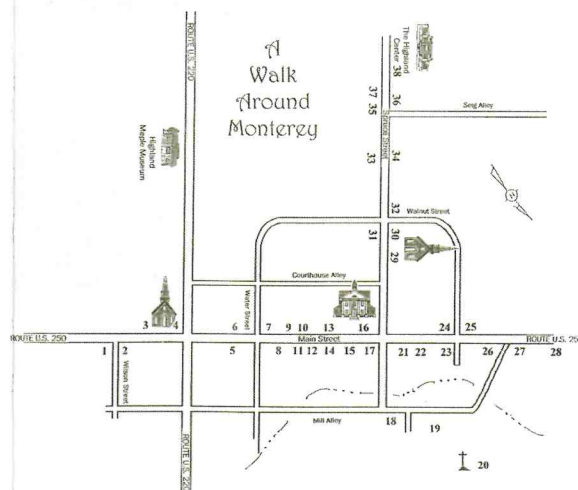 A
Walk
Around
Monterey
ROUTE U.S. 220
The Highland
Center
38
37
36
35
Seig Alley
Spruce Street
Highland
Maple Museum
33
34
32
Walnut Street
31
30
29
Courthouse Alley
Water Street
3 4 6 7 9 10 13 16 24 25
ROUTE U.S. 250
Main Street
ROUTE U.S. 25
1 2 5 8 11 12 14 15 17 21 22 23 26 27 28
Wilson Street
Mill Alley
18
19
ROUTE U.S. 220
20